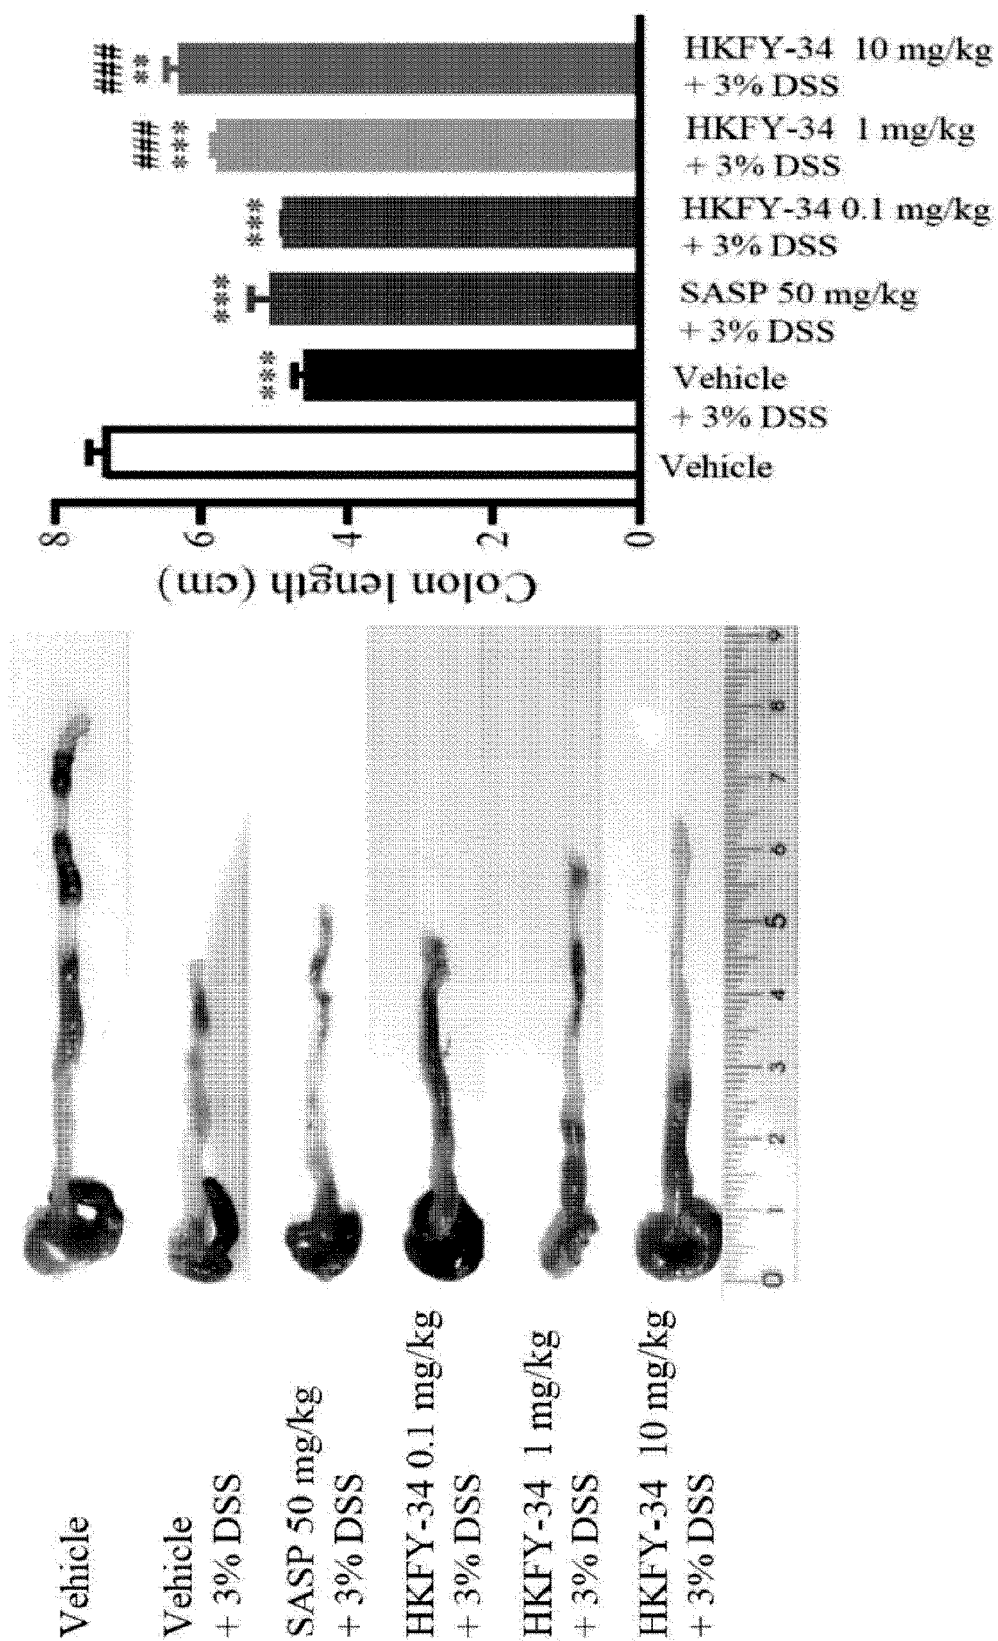 Vehicle
Vehicle
+ 3% DSS
SASP 50 mg/kg
+ 3% DSS
HKFY-34 0.1 mg/kg
+ 3% DSS
HKFY-34 1 mg/kg
+ 3% DSS
HKFY-34 10 mg/kg
+ 3% DSS
0 1 2 3 4 5 6 7 8 9
Colon length (cm)
8
6
4
2
0
***
***
***
***
###
**
###
Vehicle
Vehicle
+ 3% DSS
SASP 50 mg/kg
+ 3% DSS
HKFY-34 0.1 mg/kg
+ 3% DSS
HKFY-34 1 mg/kg
+ 3% DSS
HKFY-34 10 mg/kg
+ 3% DSS